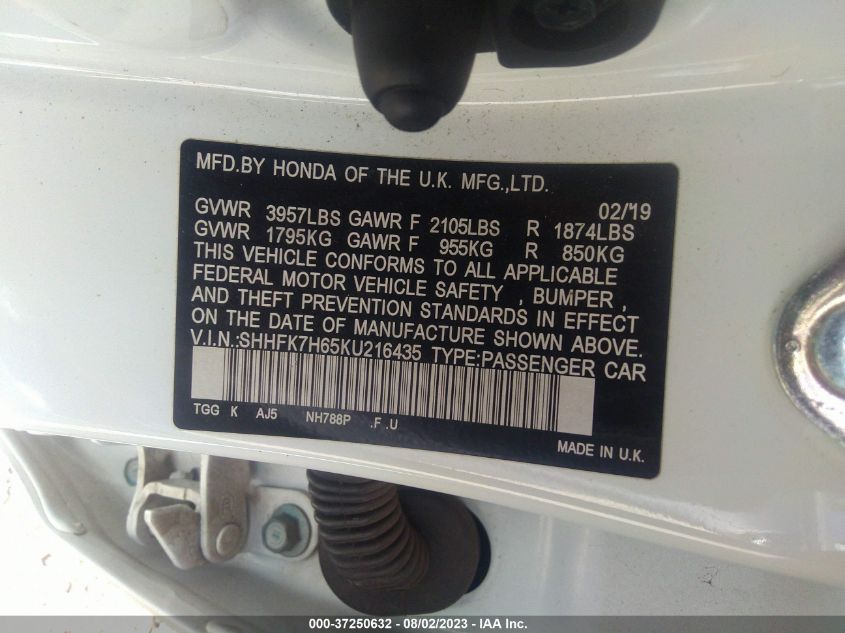 MFD.BY HONDA OF THE U.K. MFG.,LTD.
02/'19
GVWR 3957LBS GAWR F 2105LBS R 1874LBS
GVWR 1795KG GAWR F 955KG R 850KG
THIS VEHICLE CONFORMS TO ALL APPLICABLE
FEDERAL MOTOR VEHICLE SAFETY , BUMPER ,
AND THEFT PREVENTION STANDARDS IN EFFECT
ON THE DATE OF MANUFACTURE SHOWN ABOVE.
V.I.N.:SHHFK7H65KU216435 TYPE:PASSENGER CAR
TGG K AJ5 NH788P .F .U
MADE IN U.K.
000-37250632 - 08/02/2023 - IAA Inc.